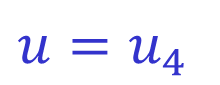 u = u₄